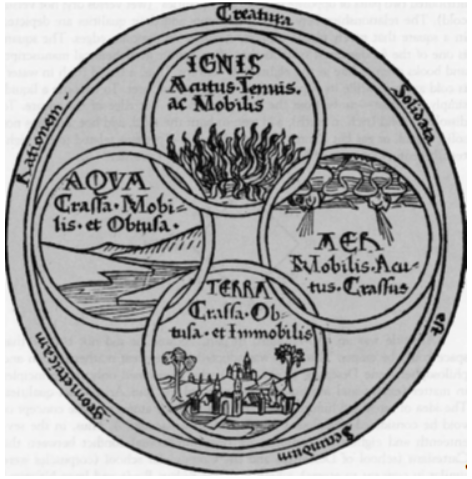 Creatura
Solidata
est
Secundum
Geometricam
Rationem
IGNIS
Acutus·Tenuis·
ac Mobilis
AQVA
Crassa·Mobi=
lis·et Obtusa·
AER
Mobilis·Acu=
tus·Crassus
TERRA
Crassa·Ob=
tusa·et Immobilis